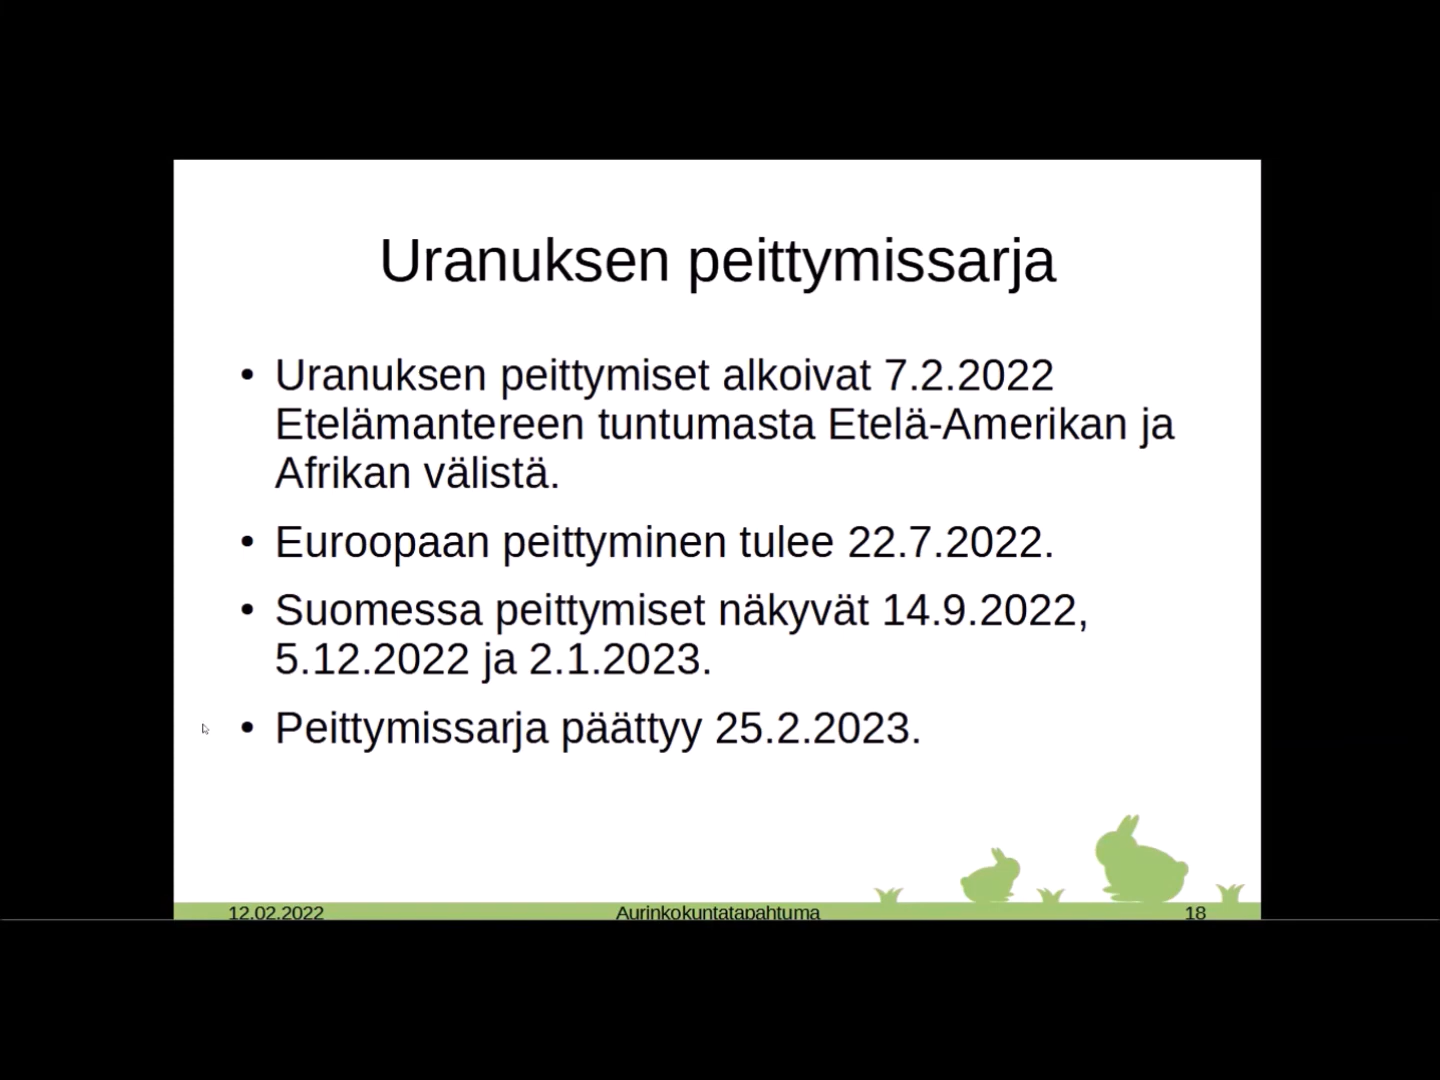 Uranuksen peittymissarja
• Uranuksen peittymiset alkoivat 7.2.2022
Etelämantereen tuntumasta Etelä-Amerikan ja
Afrikan välistä.
• Euroopaan peittyminen tulee 22.7.2022.
• Suomessa peittymiset näkyvät 14.9.2022,
5.12.2022 ja 2.1.2023.
• Peittymissarja päättyy 25.2.2023.
12.02.2022 Aurinkokuntatapahtuma 18